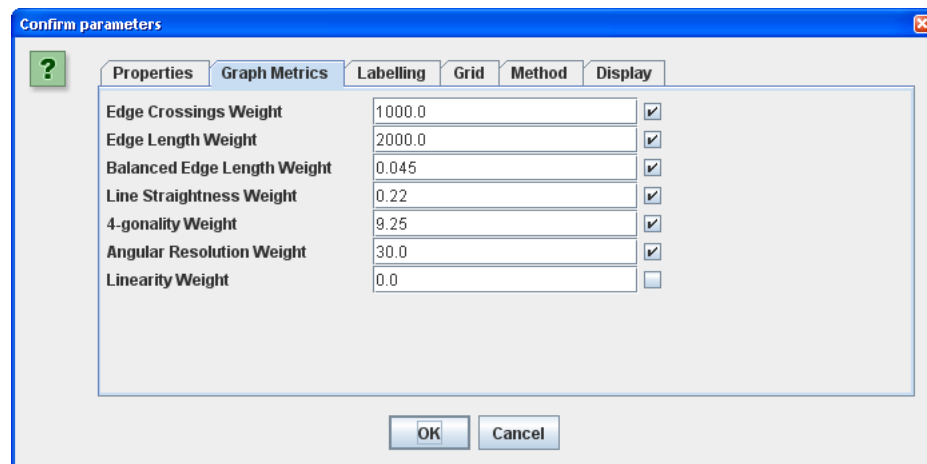 Confirm parameters
?
Properties Graph Metrics Labelling Grid Method Display
Edge Crossings Weight 1000.0
Edge Length Weight 2000.0
Balanced Edge Length Weight 0.045
Line Straightness Weight 0.22
4-gonality Weight 9.25
Angular Resolution Weight 30.0
Linearity Weight 0.0
OK Cancel